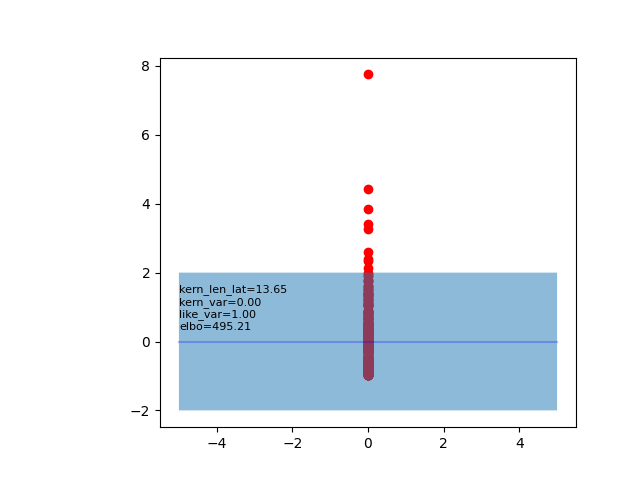 8
6
4
2
0
−2
kern_len_lat=13.65
kern_var=0.00
like_var=1.00
elbo=495.21
−4
−2
0
2
4